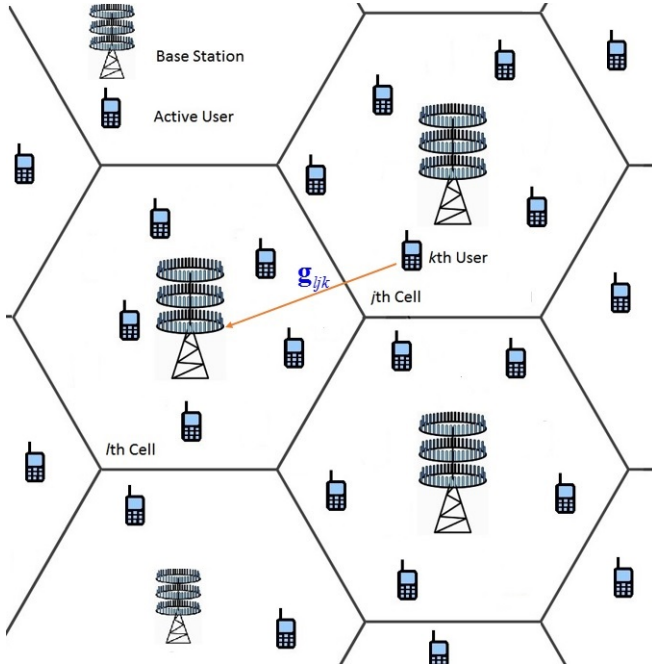 Base Station
Active User
kth User
g_ljk
jth Cell
lth Cell